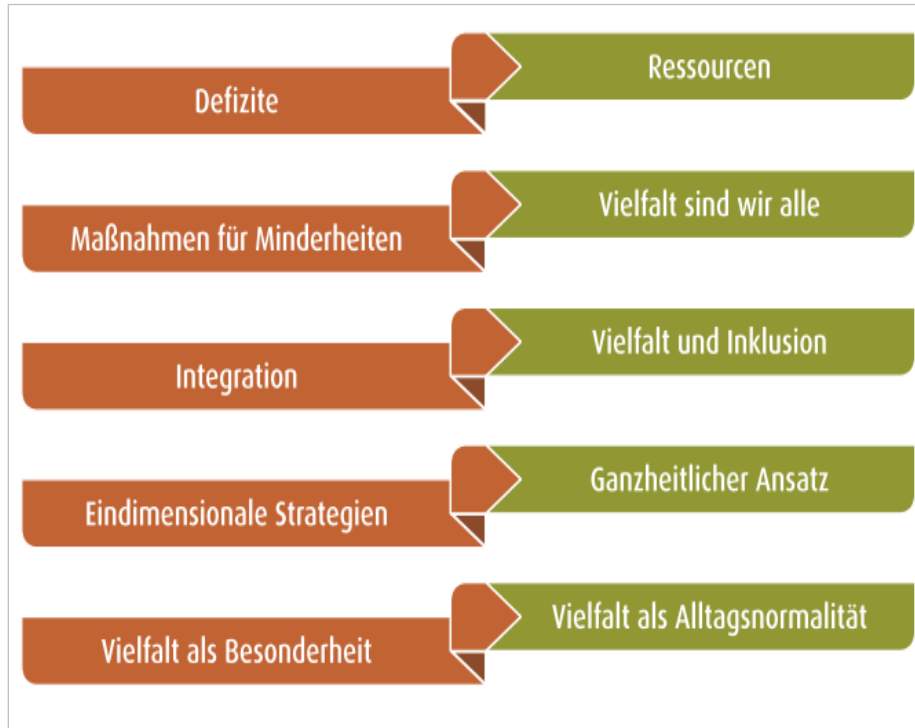 Defizite
Ressourcen
Maßnahmen für Minderheiten
Vielfalt sind wir alle
Integration
Vielfalt und Inklusion
Eindimensionale Strategien
Ganzheitlicher Ansatz
Vielfalt als Besonderheit
Vielfalt als Alltagsnormalität